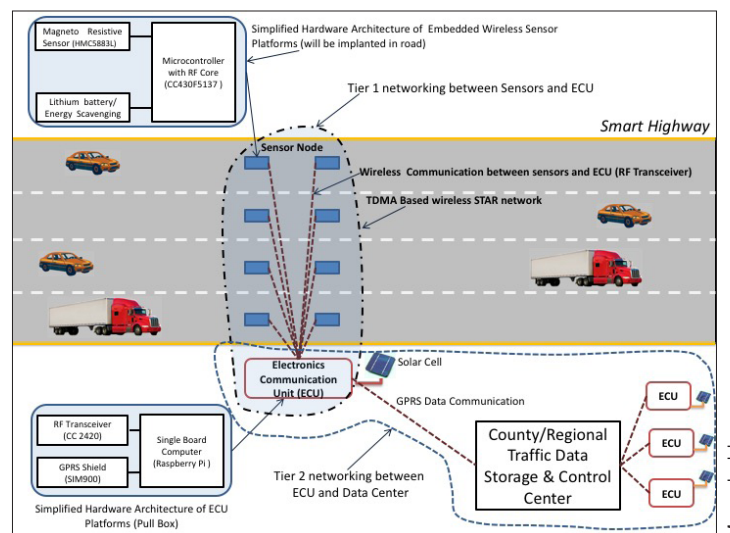 Magneto Resistive
Sensor (HMC5883L)
Microcontroller
with RF Core
(CC430F5137 )
Lithium battery/
Energy Scavenging
Simplified Hardware Architecture of Embedded Wireless Sensor
Platforms (will be implanted in road)
Tier 1 networking between Sensors and ECU
Smart Highway
Sensor Node
Wireless Communication between sensors and ECU (RF Transceiver)
TDMA Based wireless STAR network
Electronics
Communication
Unit (ECU)
Solar Cell
GPRS Data Communication
RF Transceiver
(CC 2420)
GPRS Shield
(SIM900)
Single Board
Computer
(Raspberry Pi )
Simplified Hardware Architecture of ECU
Platforms (Pull Box)
Tier 2 networking between
ECU and Data Center
County/Regional
Traffic Data
Storage & Control
Center
ECU
ECU
ECU